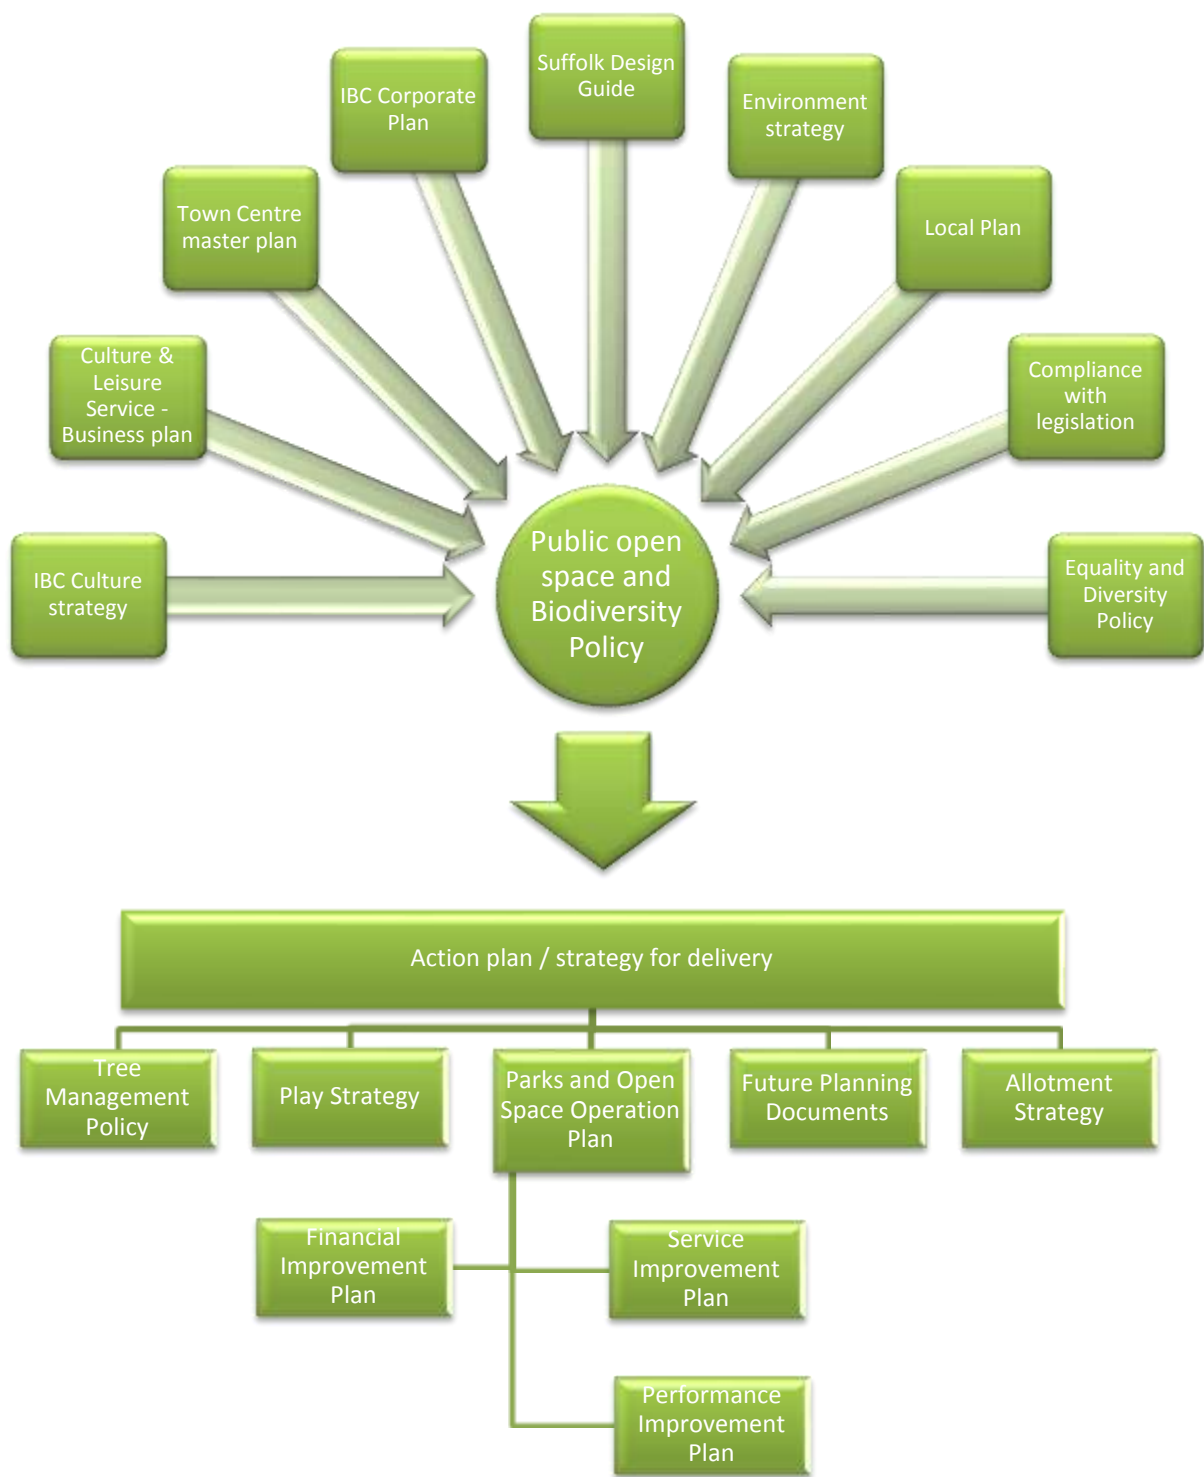 Suffolk Design
Guide
IBC Corporate
Plan
Environment
strategy
Town Centre
master plan
Local Plan
Culture &
Leisure
Service -
Business plan
Compliance
with
legislation
IBC Culture
strategy
Public open
space and
Biodiversity
Policy
Equality and
Diversity
Policy
Action plan / strategy for delivery
Tree
Management
Policy
Play Strategy
Parks and Open
Space Operation
Plan
Future Planning
Documents
Allotment
Strategy
Financial
Improvement
Plan
Service
Improvement
Plan
Performance
Improvement
Plan